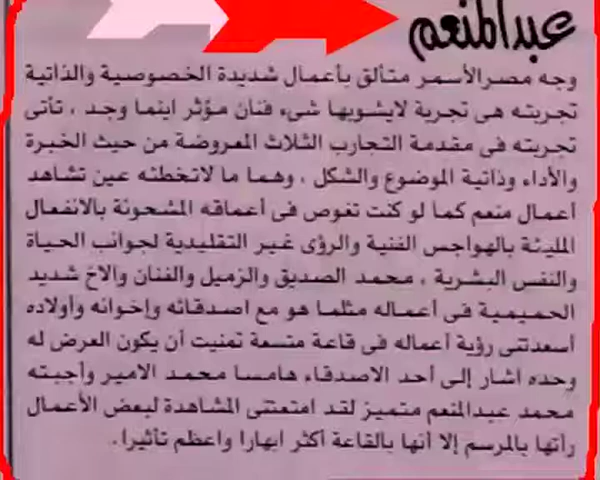 عبدالمنعم
وجه مصر الأسمر متألق بأعمال شديدة الخصوصية والذاتية
تجربته هى تجربة لايشوبها شىء فنان مؤثر اينما وجد ، تأتى
تجربته فى مقدمة التجارب الثلاث المعروضة من حيث الخبرة
والأداء وذاتية الموضوع والشكل ، وهما ما لاتخطئه عين تشاهد
أعمال منعم كما لو كنت تغوص فى أعماقه المشحونة بالانفعال
المليئة بالهواجس الفنية والرؤى غير التقليدية لجوانب الحياة
والنفس البشرية ، محمد الصديق والزميل والفنان والاخ شديد
الحميمية فى أعماله مثلما هو مع اصدقائه وإخوانه وأولاده
أسعدتنى رؤية أعماله فى قاعة متسعة تمنيت أن يكون العرض له
وحده اشار إلى أحد الاصدقاء هامسا محمد الامير وأجبته
محمد عبدالمنعم متميز لقد امتعتنى المشاهدة لبعض الأعمال
رأتها بالمرسم إلا أنها بالقاعة أكثر ابهارا واعظم تأثيرا .